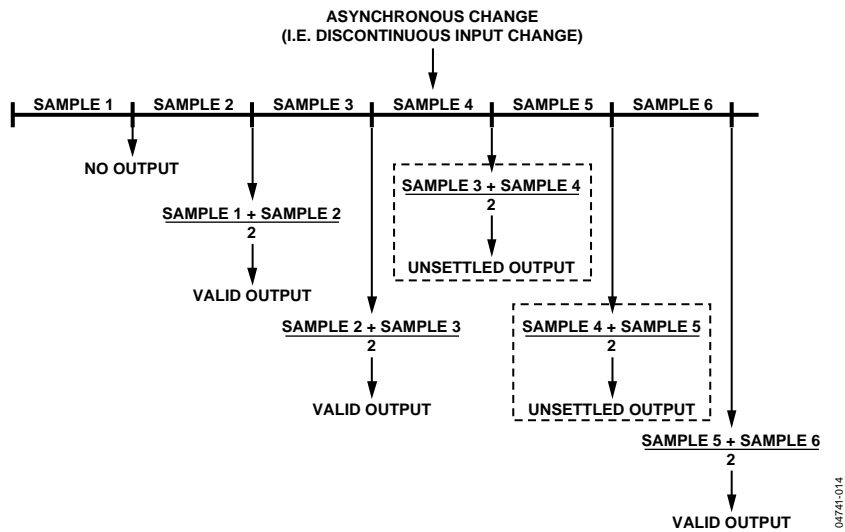 ASYNCHRONOUS CHANGE
(I.E. DISCONTINUOUS INPUT CHANGE)
SAMPLE 1 SAMPLE 2 SAMPLE 3 SAMPLE 4 SAMPLE 5 SAMPLE 6
NO OUTPUT
SAMPLE 1 + SAMPLE 2
2
VALID OUTPUT
SAMPLE 2 + SAMPLE 3
2
VALID OUTPUT
SAMPLE 3 + SAMPLE 4
2
UNSETTLED OUTPUT
SAMPLE 4 + SAMPLE 5
2
UNSETTLED OUTPUT
SAMPLE 5 + SAMPLE 6
2
VALID OUTPUT
04741-014